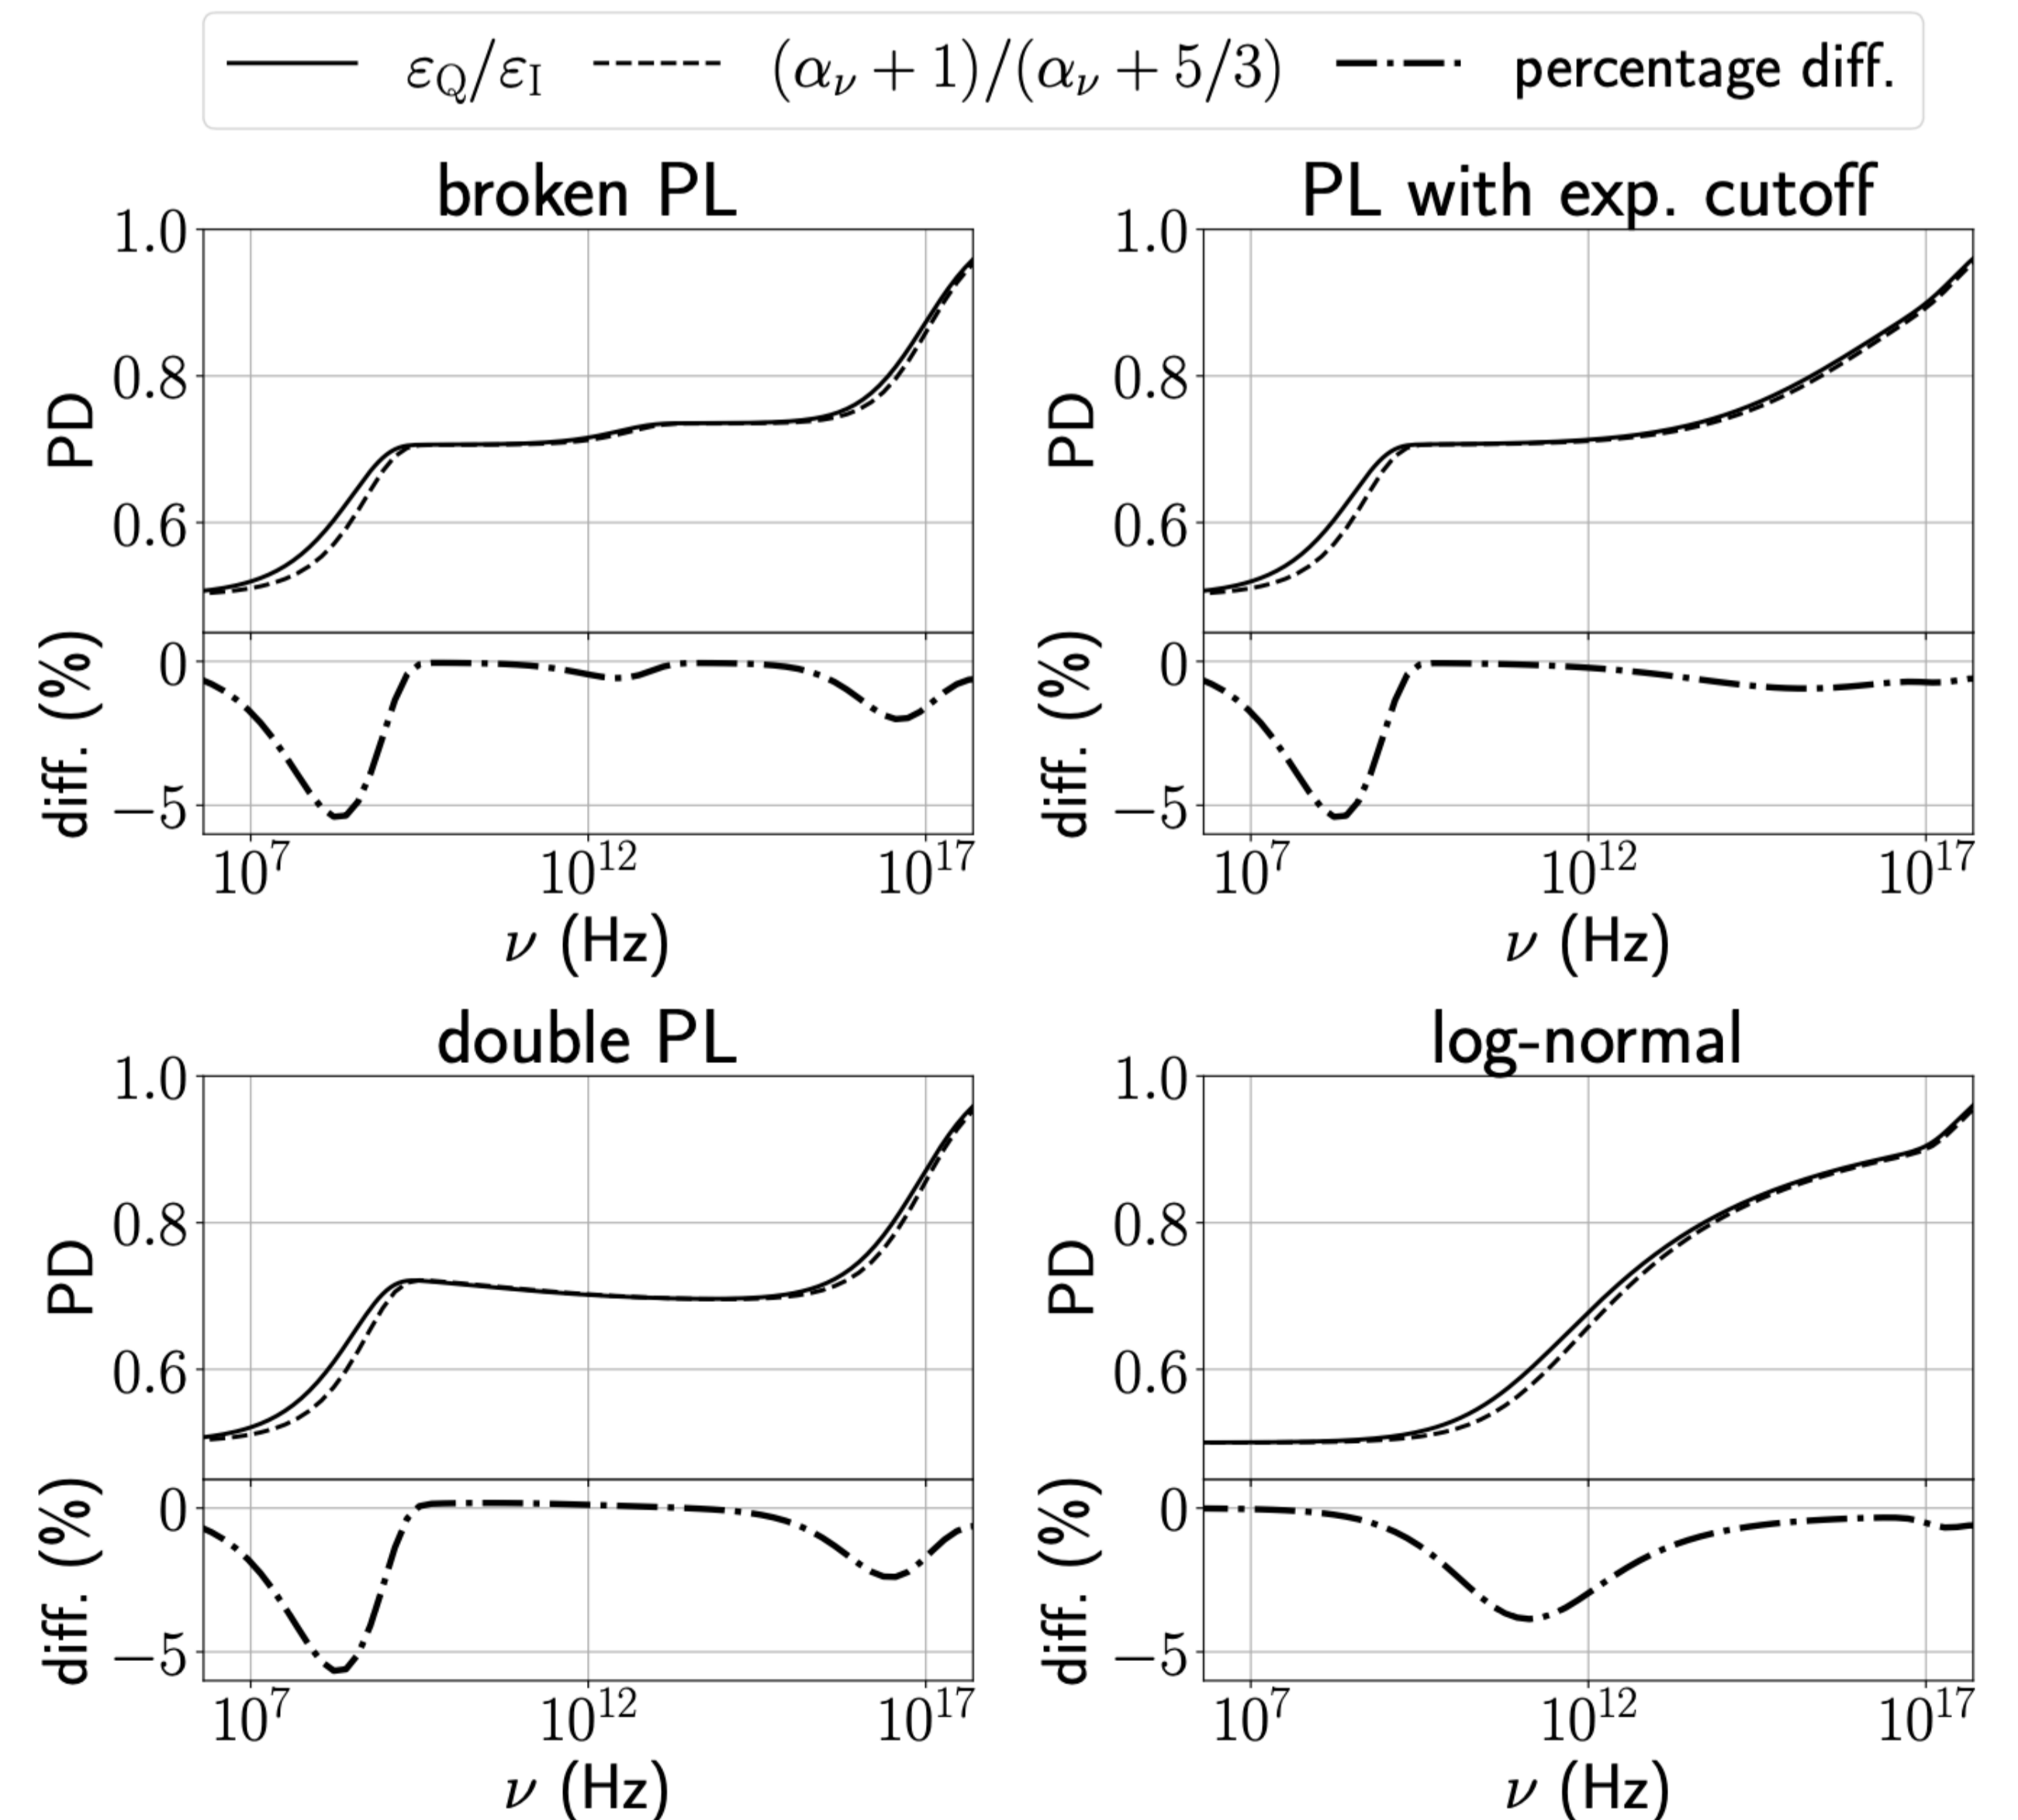 ε_Q/ε_I (α_ν + 1)/(α_ν + 5/3) percentage diff.
broken PL PL with exp. cutoff
1.0 1.0
0.8 0.8
PD PD
0.6 0.6
0 0
diff. (%) diff. (%)
−5 −5
10^7 10^12 10^17 10^7 10^12 10^17
ν (Hz) ν (Hz)
double PL log-normal
1.0 1.0
0.8 0.8
PD PD
0.6 0.6
0 0
diff. (%) diff. (%)
−5 −5
10^7 10^12 10^17 10^7 10^12 10^17
ν (Hz) ν (Hz)